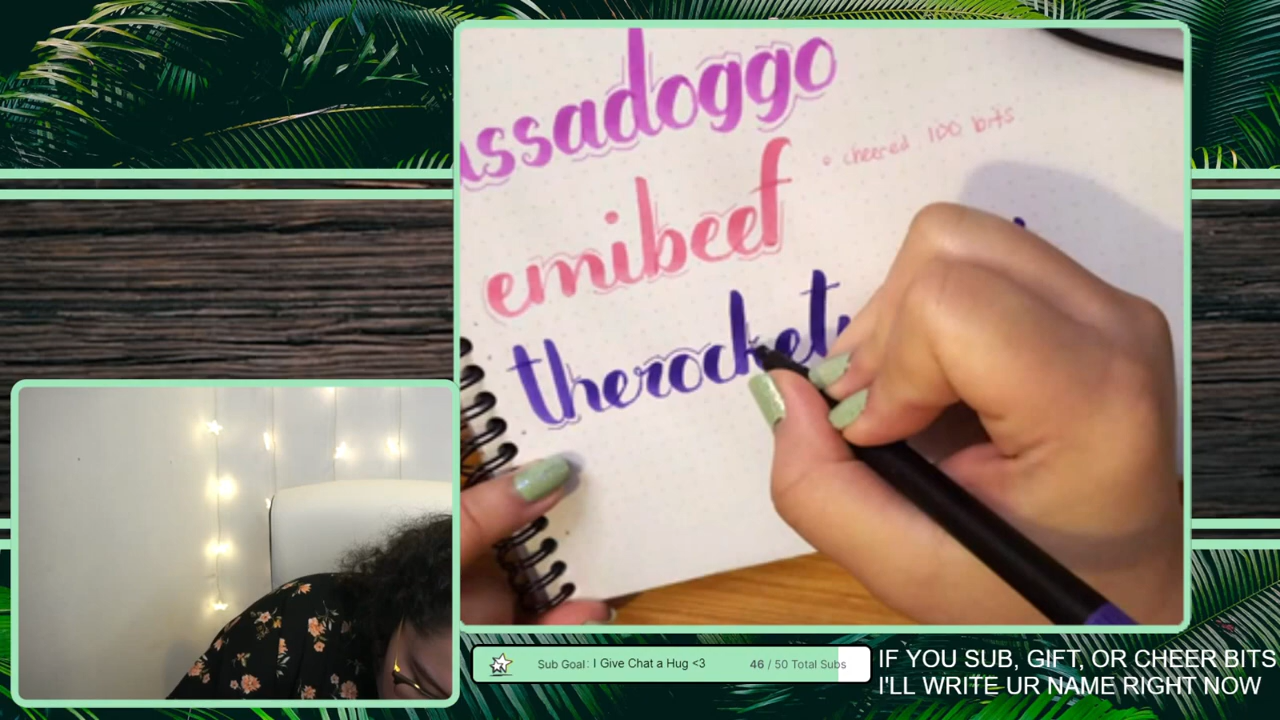 ssadoggo
emibeef
• cheered 100 bits
therocket
Sub Goal: I Give Chat a Hug <3 46 / 50 Total Subs
IF YOU SUB, GIFT, OR CHEER BITS
I'LL WRITE UR NAME RIGHT NOW